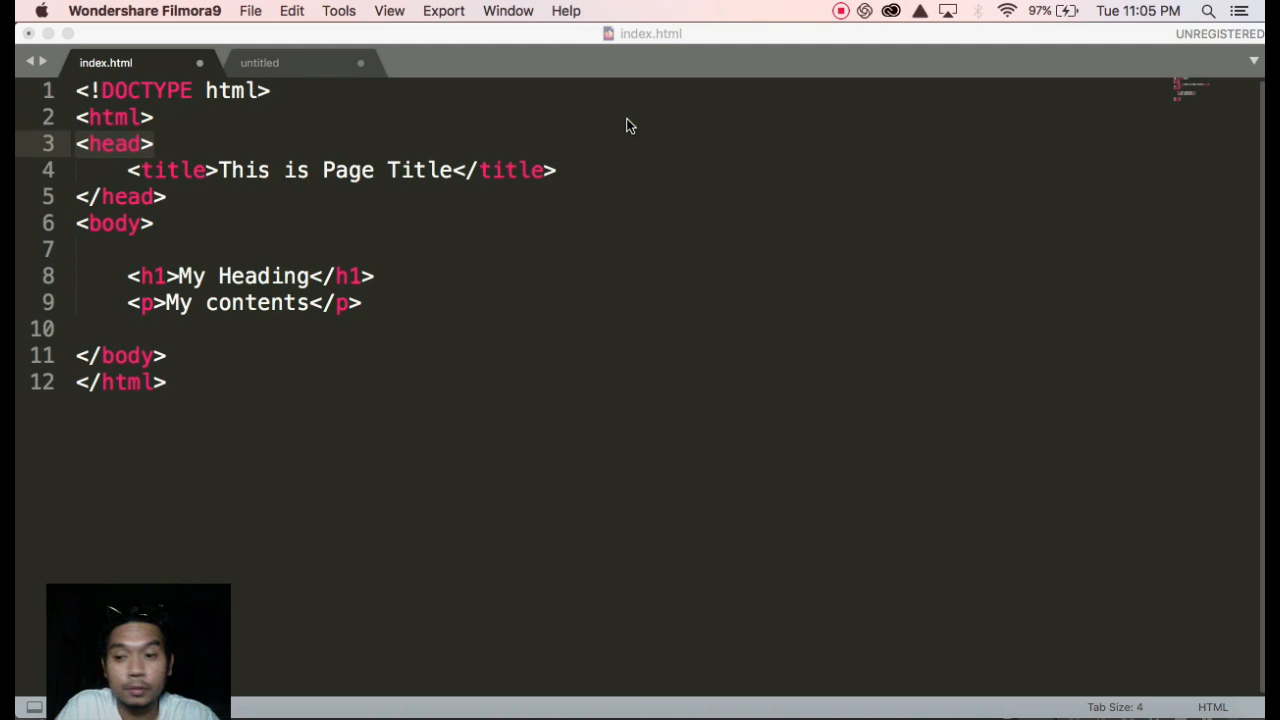 Wondershare Filmora9 File Edit Tools View Export Window Help 97% Tue 11:05 PM
index.html UNREGISTERED
index.html untitled
1 <!DOCTYPE html>
2 <html>
3 <head>
4 <title>This is Page Title</title>
5 </head>
6 <body>
7
8 <h1>My Heading</h1>
9 <p>My contents</p>
10
11 </body>
12 </html>
Tab Size: 4 HTML